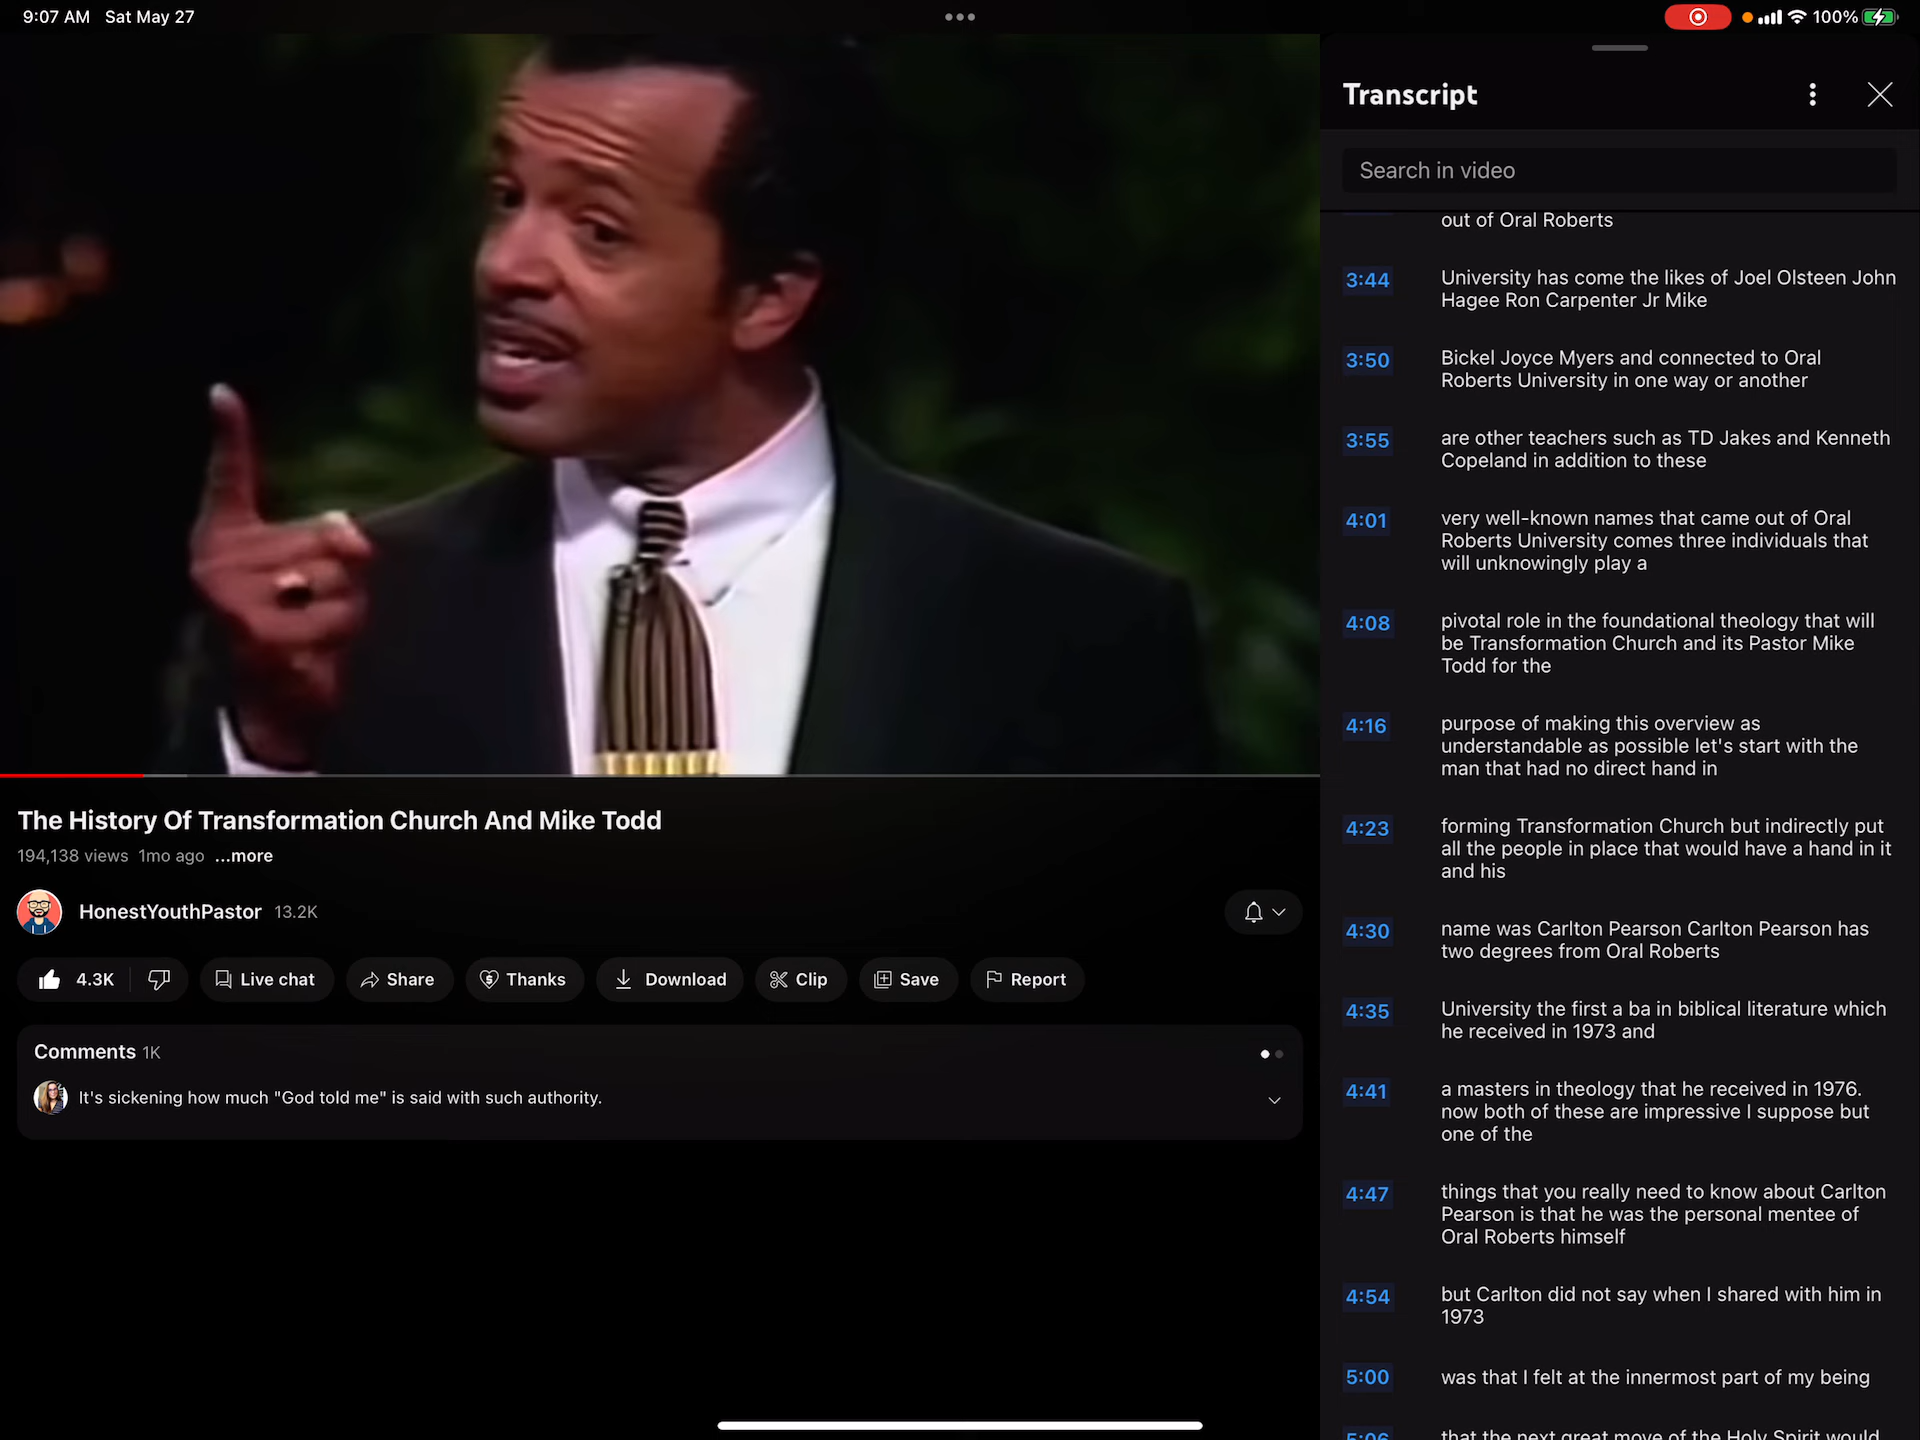 9:07 AM Sat May 27
100%
Transcript
Search in video
out of Oral Roberts
3:44
University has come the likes of Joel Olsteen John
Hagee Ron Carpenter Jr Mike
3:50
Bickel Joyce Myers and connected to Oral
Roberts University in one way or another
3:55
are other teachers such as TD Jakes and Kenneth
Copeland in addition to these
4:01
very well-known names that came out of Oral
Roberts University comes three individuals that
will unknowingly play a
4:08
pivotal role in the foundational theology that will
be Transformation Church and its Pastor Mike
Todd for the
4:16
purpose of making this overview as
understandable as possible let's start with the
man that had no direct hand in
4:23
forming Transformation Church but indirectly put
all the people in place that would have a hand in it
and his
4:30
name was Carlton Pearson Carlton Pearson has
two degrees from Oral Roberts
4:35
University the first a ba in biblical literature which
he received in 1973 and
4:41
a masters in theology that he received in 1976.
now both of these are impressive I suppose but
one of the
4:47
things that you really need to know about Carlton
Pearson is that he was the personal mentee of
Oral Roberts himself
4:54
but Carlton did not say when I shared with him in
1973
5:00
was that I felt at the innermost part of my being
5:06
that the next great move of the Holy Spirit would
The History Of Transformation Church And Mike Todd
194,138 views 1mo ago ...more
HonestYouthPastor 13.2K
4.3K
Live chat
Share
Thanks
Download
Clip
Save
Report
Comments 1K
It's sickening how much "God told me" is said with such authority.